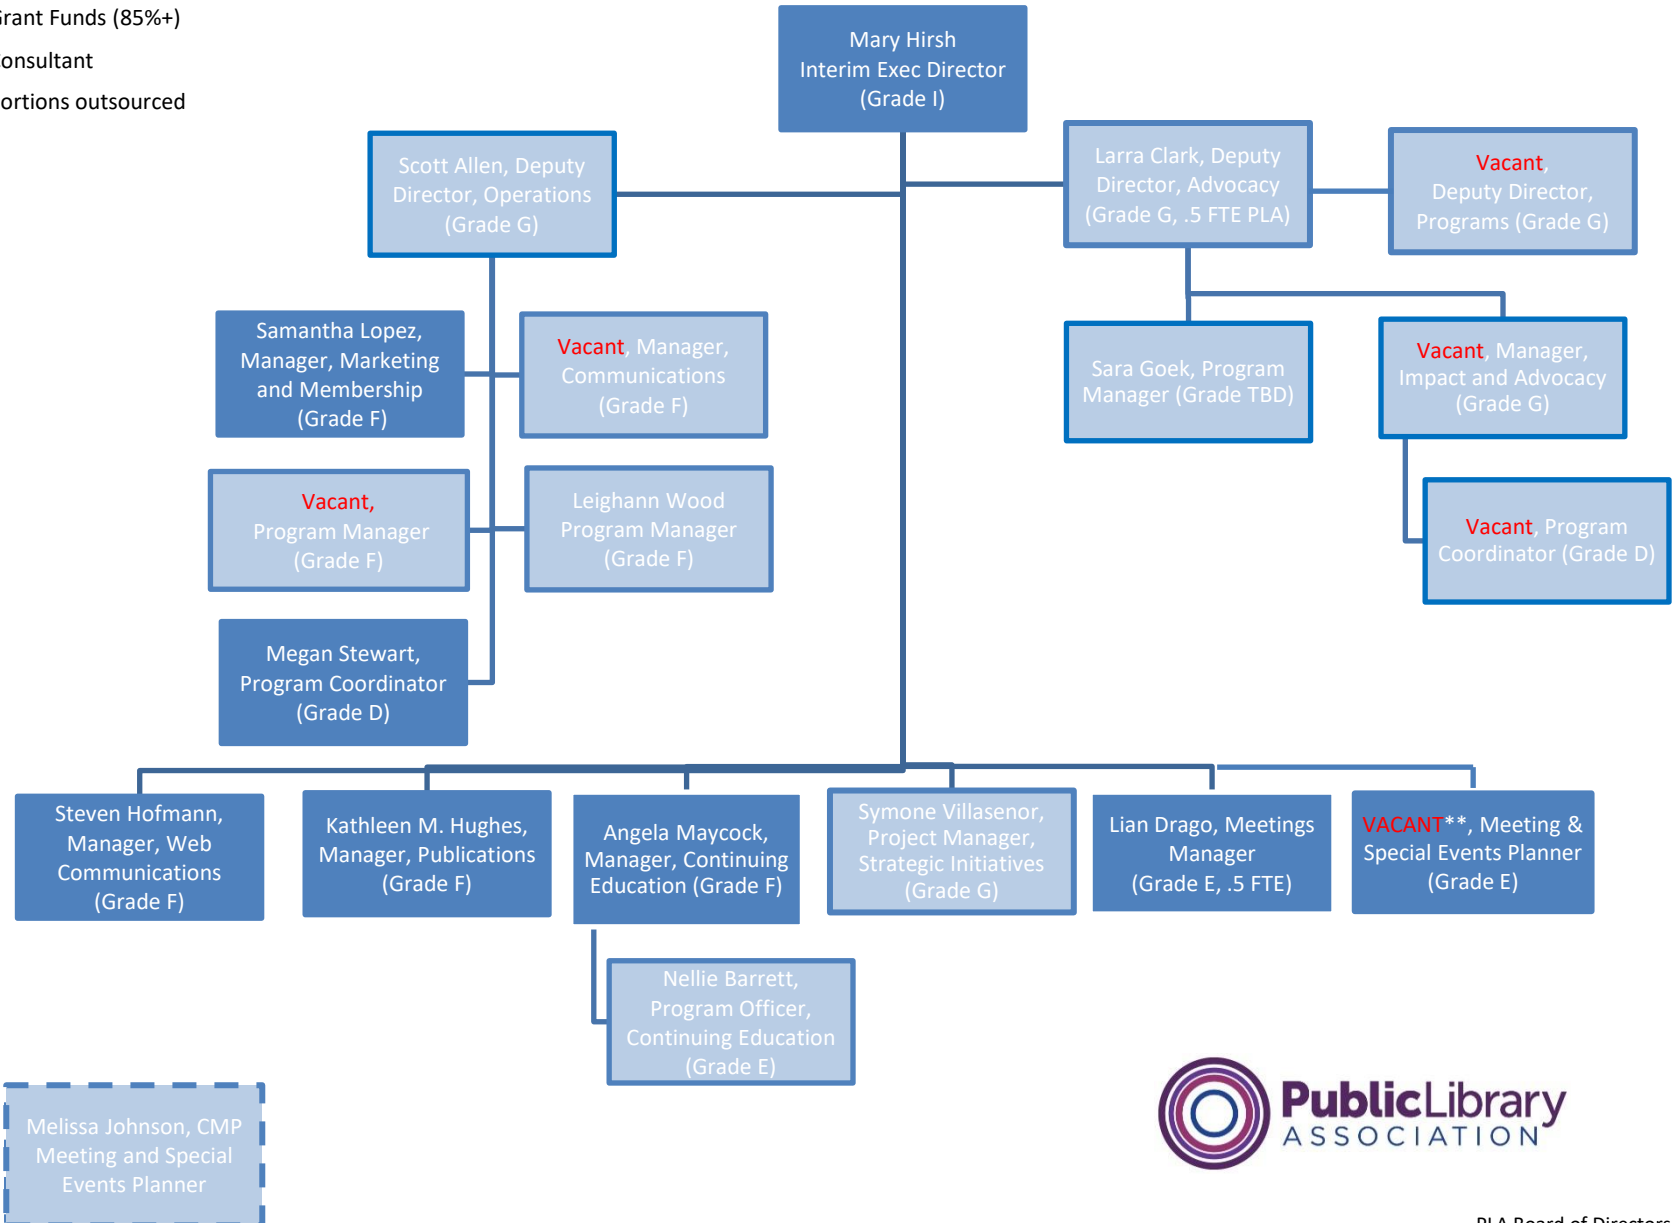 Grant Funds (85%+)
onsultant
ortions outsourced
Mary Hirsh
Interim Exec Director
(Grade I)
Scott Allen, Deputy
Director, Operations
(Grade G)
Larra Clark, Deputy
Director, Advocacy
(Grade G, .5 FTE PLA)
Vacant,
Deputy Director,
Programs (Grade G)
Samantha Lopez,
Manager, Marketing
and Membership
(Grade F)
Vacant, Manager,
Communications
(Grade F)
Sara Goek, Program
Manager (Grade TBD)
Vacant, Manager,
Impact and Advocacy
(Grade G)
Vacant,
Program Manager
(Grade F)
Leighann Wood
Program Manager
(Grade F)
Vacant, Program
Coordinator (Grade D)
Megan Stewart,
Program Coordinator
(Grade D)
Steven Hofmann,
Manager, Web
Communications
(Grade F)
Kathleen M. Hughes,
Manager, Publications
(Grade F)
Angela Maycock,
Manager, Continuing
Education (Grade F)
Symone Villasenor,
Project Manager,
Strategic Initiatives
(Grade G)
Lian Drago, Meetings
Manager
(Grade E, .5 FTE)
VACANT**, Meeting &
Special Events Planner
(Grade E)
Nellie Barrett,
Program Officer,
Continuing Education
(Grade E)
Melissa Johnson, CMP
Meeting and Special
Events Planner
PublicLibrary
ASSOCIATION
PLA Board of Directors